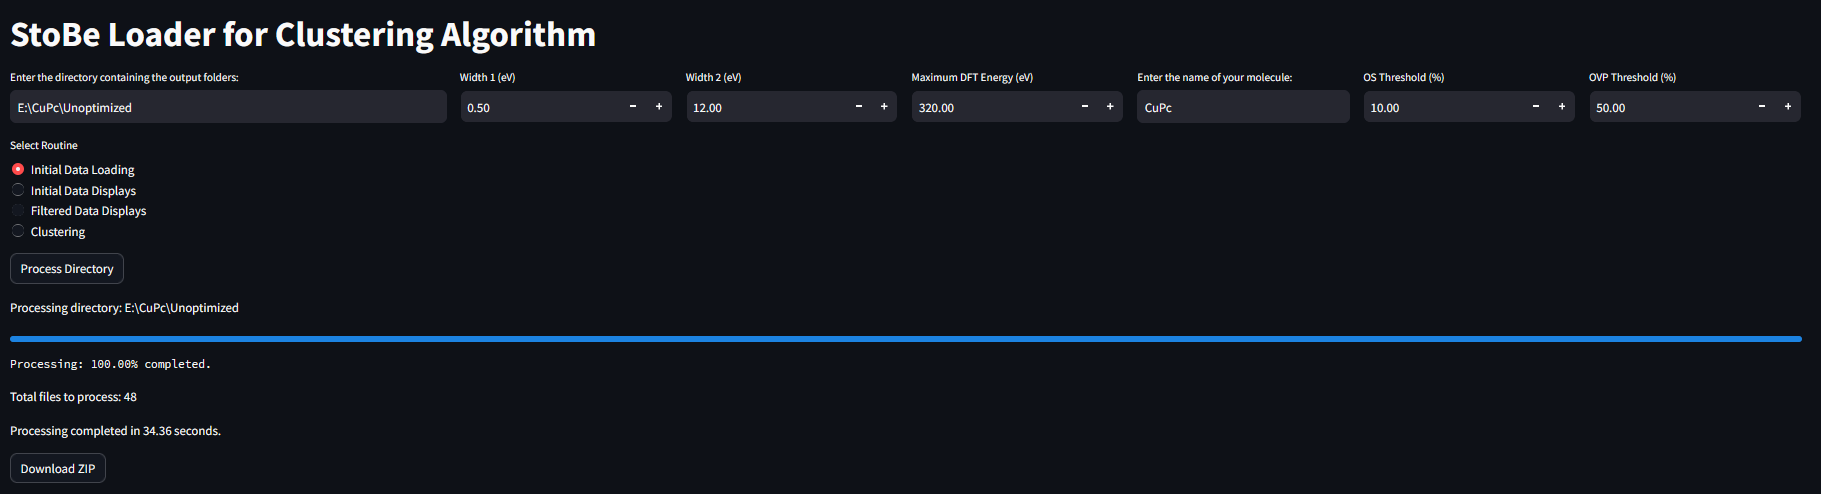 StoBe Loader for Clustering Algorithm
Enter the directory containing the output folders: Width 1 (eV) Width 2 (eV) Maximum DFT Energy (eV) Enter the name of your molecule: OS Threshold (%) OVP Threshold (%)
E:\CuPc\Unoptimized 0.50 - + 12.00 - + 320.00 - + CuPc 10.00 - + 50.00 - +
Select Routine
Initial Data Loading
Initial Data Displays
Filtered Data Displays
Clustering
Process Directory
Processing directory: E:\CuPc\Unoptimized
Processing: 100.00% completed.
Total files to process: 48
Processing completed in 34.36 seconds.
Download ZIP